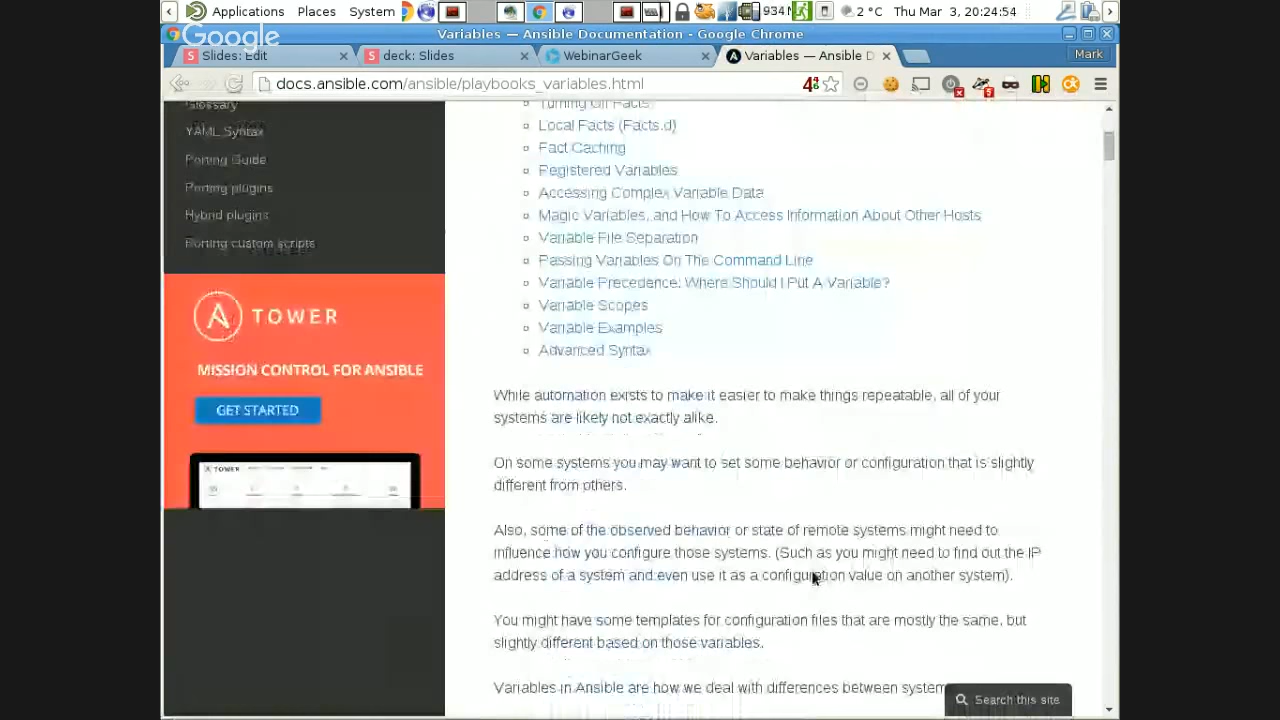 Applications Places System 934 2 °C Thu Mar 3, 20:24:54
Google
Variables — Ansible Documentation - Google Chrome
Slides: Edit
deck: Slides
WebinarGeek
Variables — Ansible D
Mark
docs.ansible.com/ansible/playbooks_variables.html
Glossary
YAML Syntax
Porting Guide
Porting plugins
Hybrid plugins
Porting custom scripts
TOWER
MISSION CONTROL FOR ANSIBLE
GET STARTED
TOWER
Turning Off Facts
Local Facts (Facts.d)
Fact Caching
Registered Variables
Accessing Complex Variable Data
Magic Variables, and How To Access Information About Other Hosts
Variable File Separation
Passing Variables On The Command Line
Variable Precedence: Where Should I Put A Variable?
Variable Scopes
Variable Examples
Advanced Syntax
While automation exists to make it easier to make things repeatable, all of your
systems are likely not exactly alike.
On some systems you may want to set some behavior or configuration that is slightly
different from others.
Also, some of the observed behavior or state of remote systems might need to
influence how you configure those systems. (Such as you might need to find out the IP
address of a system and even use it as a configuration value on another system).
You might have some templates for configuration files that are mostly the same, but
slightly different based on those variables.
Variables in Ansible are how we deal with differences between system
Search this site